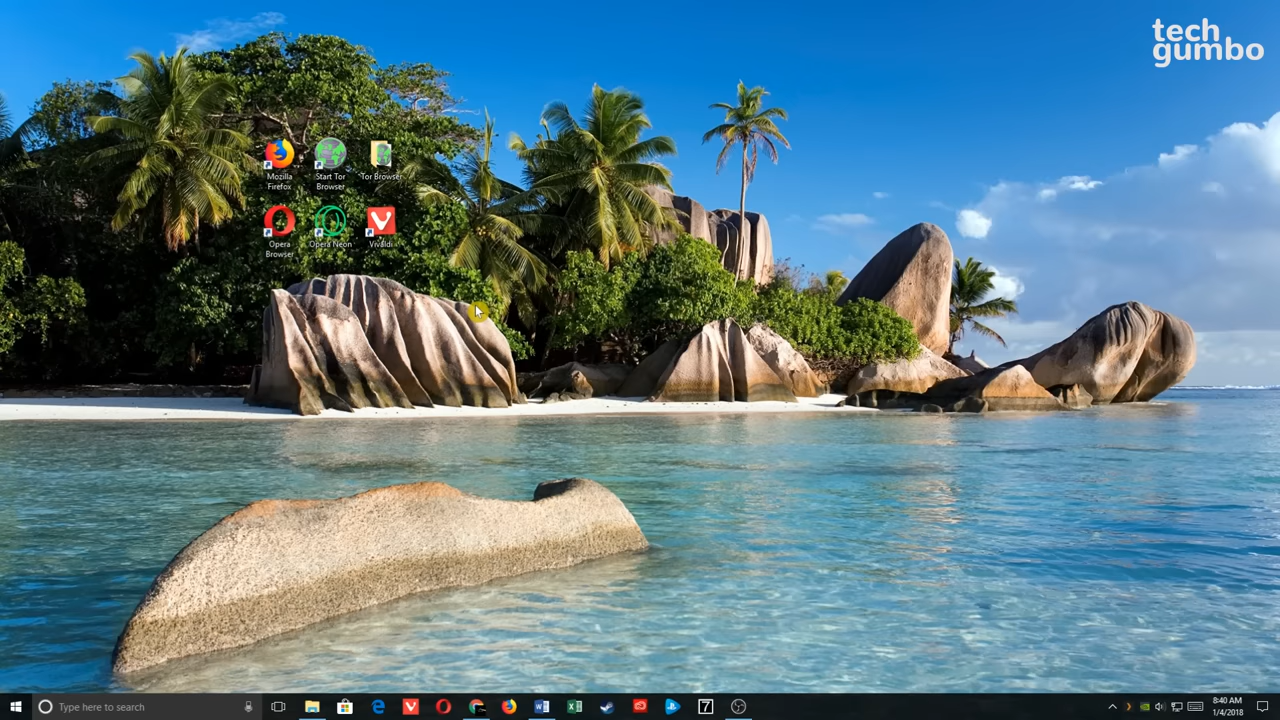 tech
gumbo
Mozilla
Firefox
Start Tor
Browser
Tor Browser
Opera
Browser
Opera Neon
Vivaldi
Type here to search
7
8:40 AM
1/4/2018